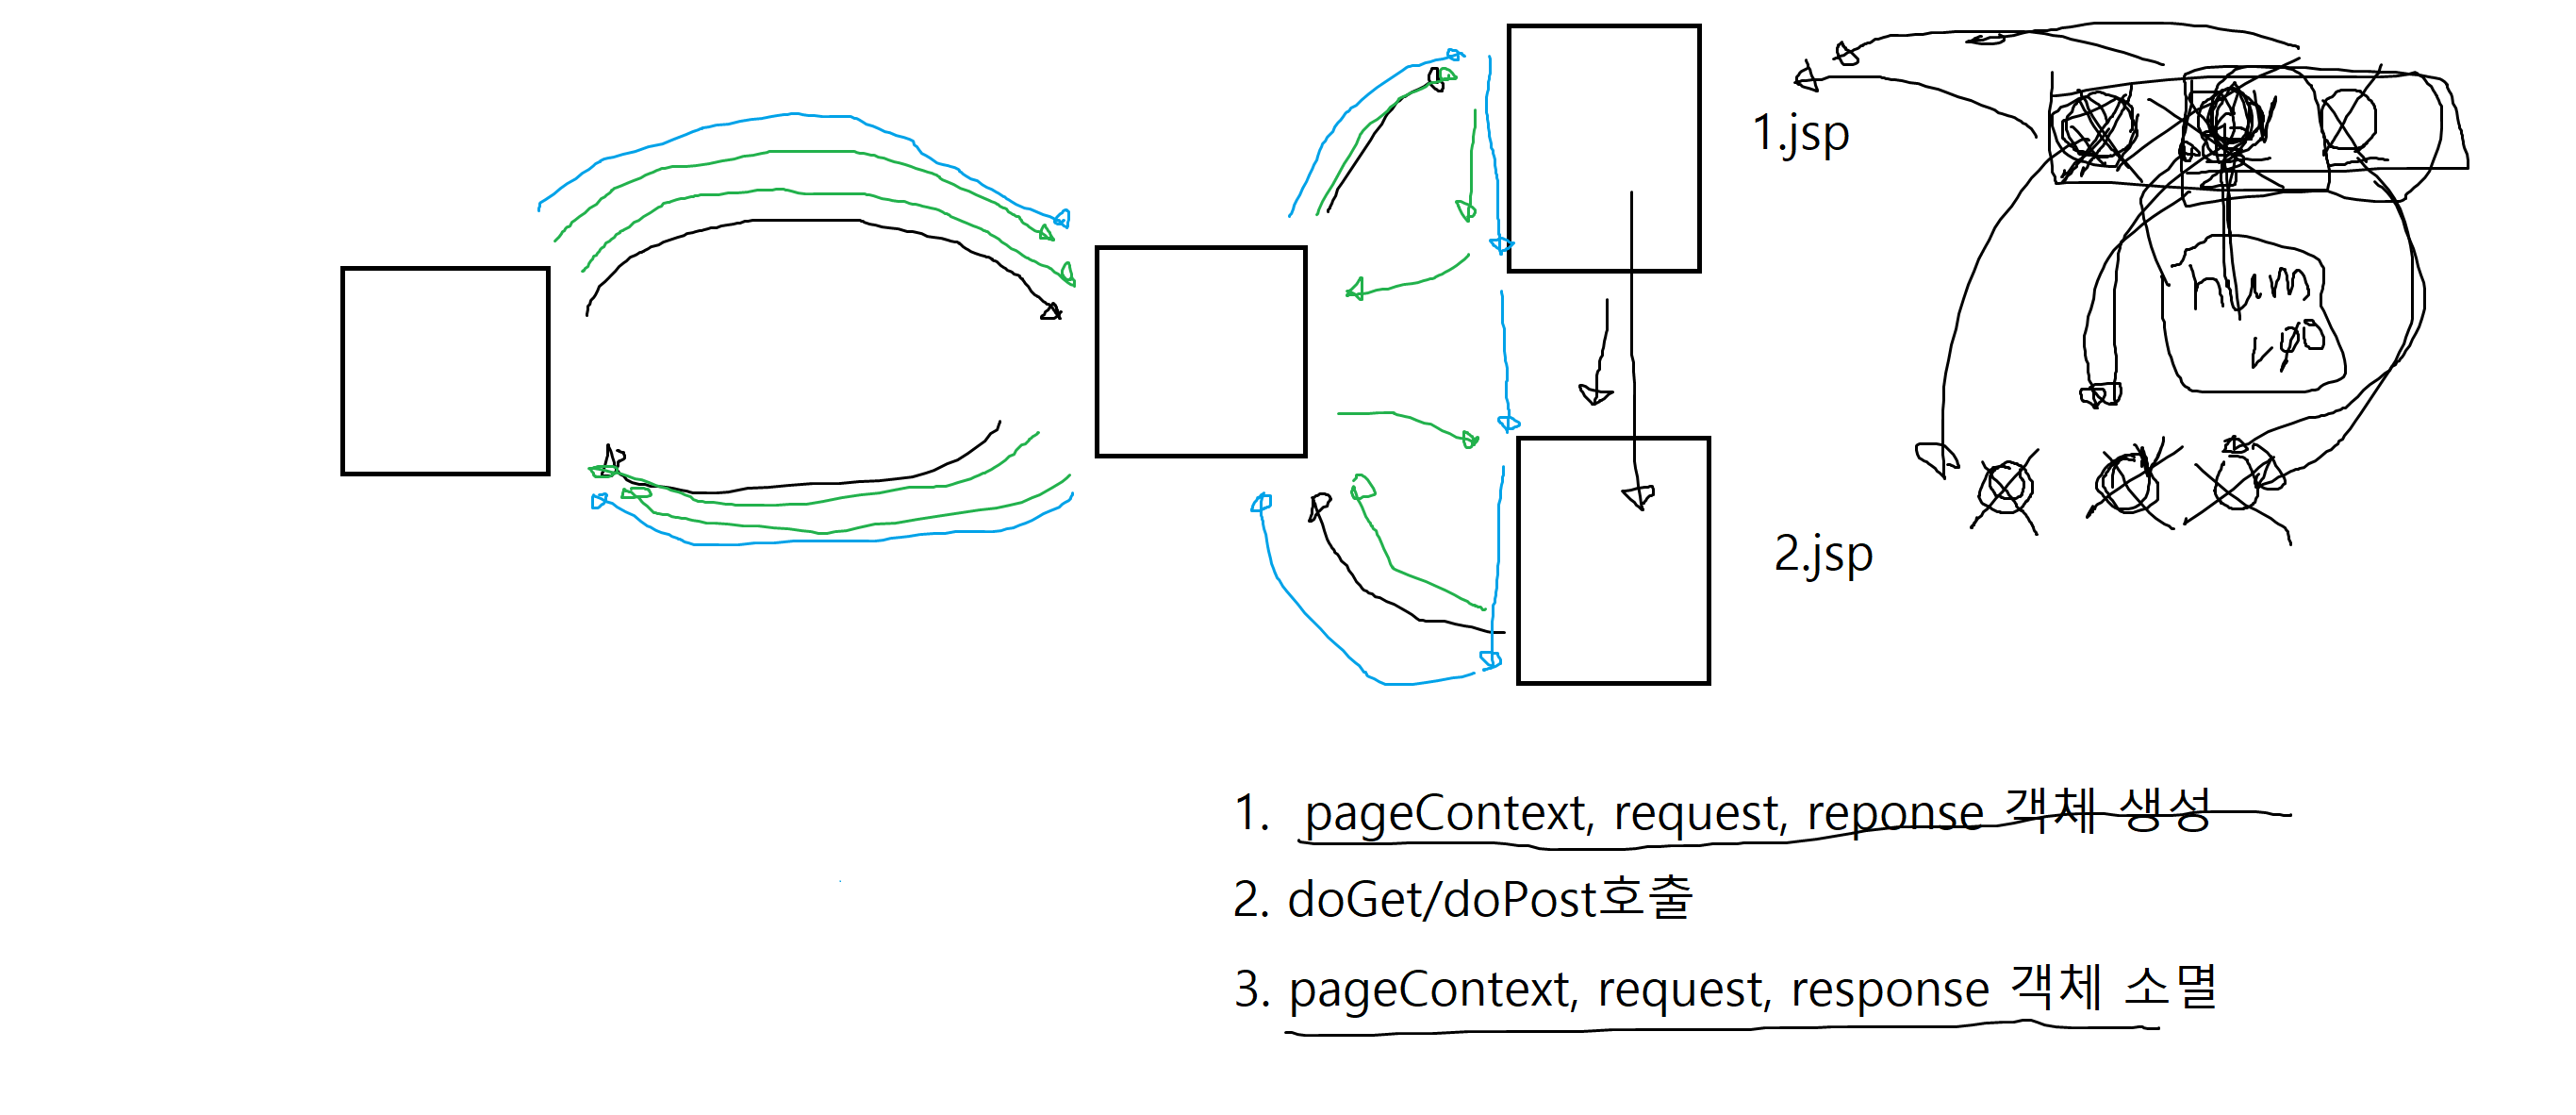 1.jsp
num
100
2.jsp
1. pageContext, request, reponse 객체 생성
2. doGet/doPost호출
3. pageContext, request, response 객체 소멸